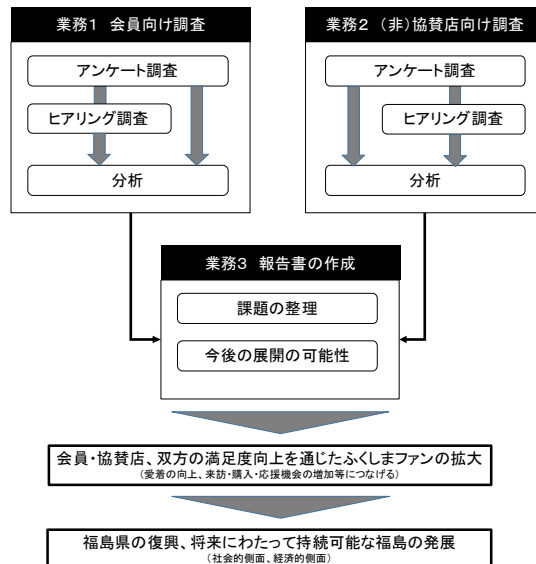 業務1 会員向け調査
アンケート調査
ヒアリング調査
分析
業務2 (非)協賛店向け調査
アンケート調査
ヒアリング調査
分析
業務3 報告書の作成
課題の整理
今後の展開の可能性
会員・協賛店、双方の満足度向上を通じたふくしまファンの拡大
(愛着の向上、来訪・購入・応援機会の増加等につなげる)
福島県の復興、将来にわたって持続可能な福島の発展
(社会的側面、経済的側面)